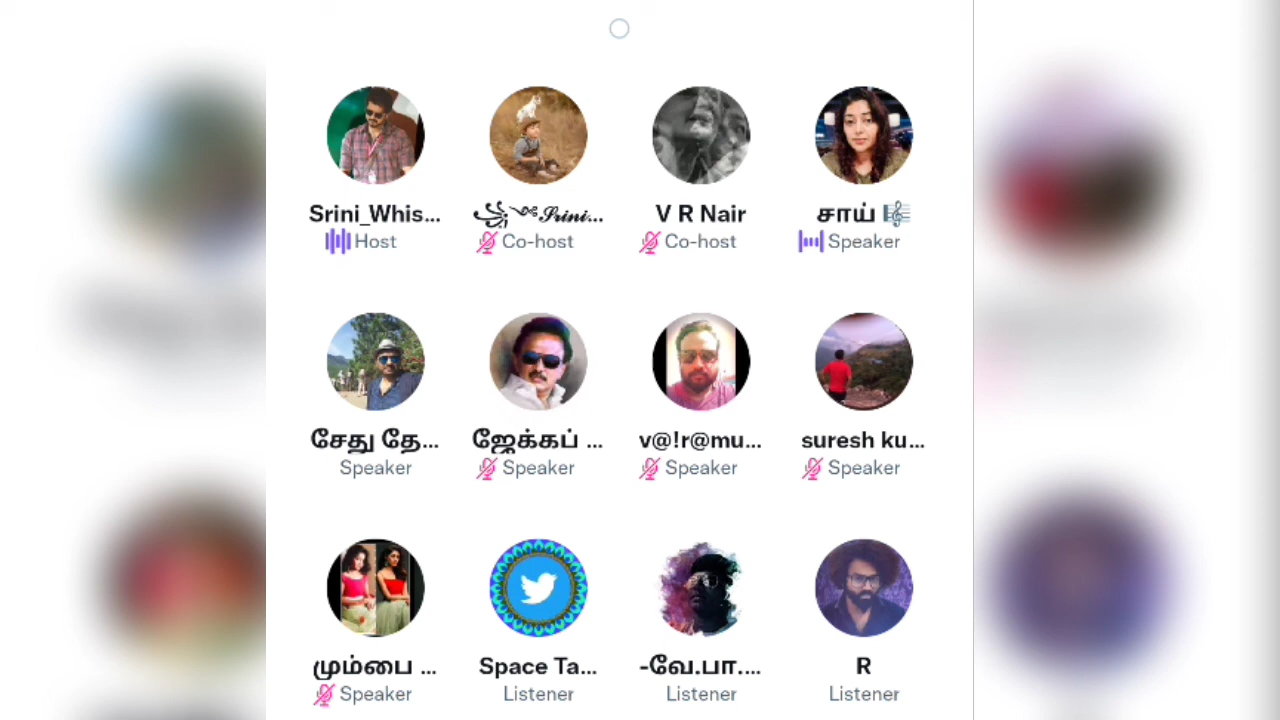 Srini_Whis...
Host
꧁༺𝒮𝓇𝒾𝓃𝒾...
Co-host
V R Nair
Co-host
சாய் 🎼
Speaker
சேது தே...
Speaker
ஜேக்கப் ...
Speaker
v@!r@mu...
Speaker
suresh ku...
Speaker
மும்பை ...
Speaker
Space Ta...
Listener
-வே.பா....
Listener
R
Listener